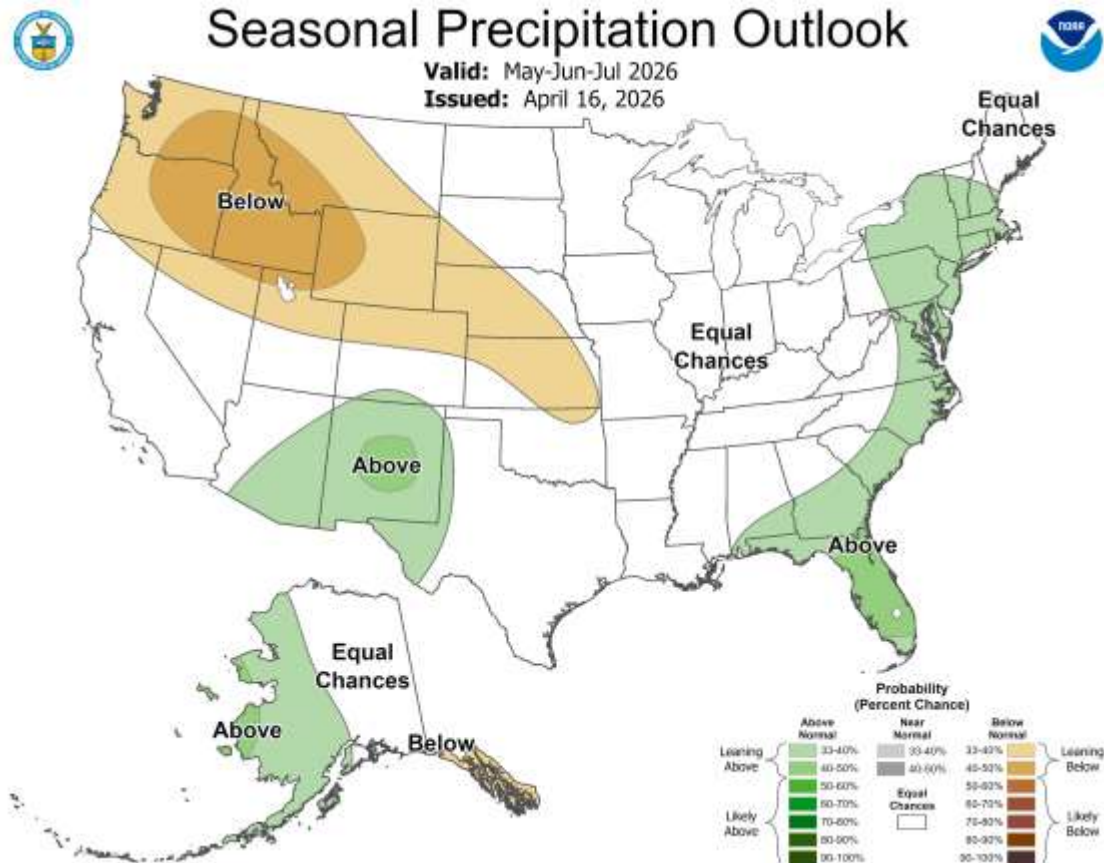 Seasonal Precipitation Outlook
noaa
Valid: May-Jun-Jul 2026
Issued: April 16, 2026
Equal
Chances
Below
Equal
Chances
Above
Above
Equal
Chances
Above
Below
Probability
(Percent Chance)
Above
Normal
Near
Normal
Below
Normal
Leaning
Above
33-40%
40-50%
Likely
Above
50-60%
60-70%
70-80%
80-90%
90-100%
33-40%
40-50%
Equal
Chances
33-40%
40-50%
Leaning
Below
50-60%
60-70%
70-80%
80-90%
90-100%
Likely
Below